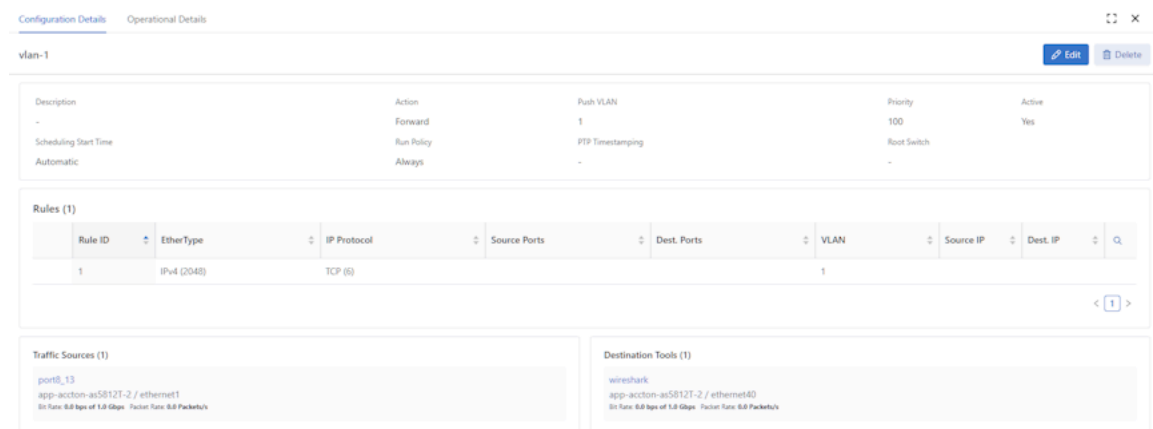 Configuration Details Operational Details
vlan-1 Edit Delete
Description Action Push VLAN Priority Active
- Forward 1 100 Yes
Scheduling Start Time Run Policy PTP Timestamping Root Switch
Automatic Always - -
Rules (1)
Rule ID EtherType IP Protocol Source Ports Dest. Ports VLAN Source IP Dest. IP
1 IPv4 (2048) TCP (6) 1
< 1 >
Traffic Sources (1) Destination Tools (1)
port8_13 wireshark
app-accton-as5812T-2 / ethernet1 app-accton-as5812T-2 / ethernet40
Bit Rate: 0.0 bps of 1.0 Gbps Packet Rate: 0.0 Packets/s Bit Rate: 0.0 bps of 1.0 Gbps Packet Rate: 0.0 Packets/s